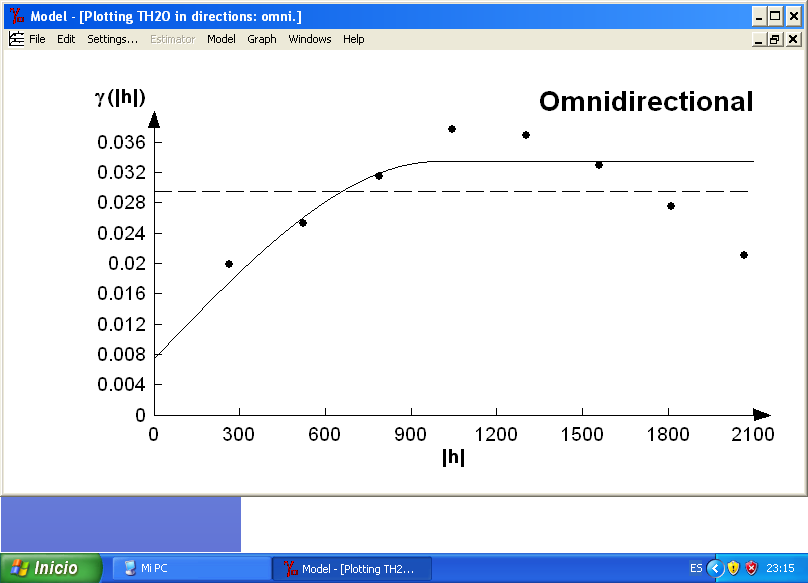 Model - [Plotting TH2O in directions: omni.]
File Edit Settings... Estimator Model Graph Windows Help
Omnidirectional
γ(|h|)
0.036
0.032
0.028
0.024
0.02
0.016
0.012
0.008
0.004
0
0 300 600 900 1200 1500 1800 2100
|h|
Inicio Mi PC Model - [Plotting TH2... ES 23:15